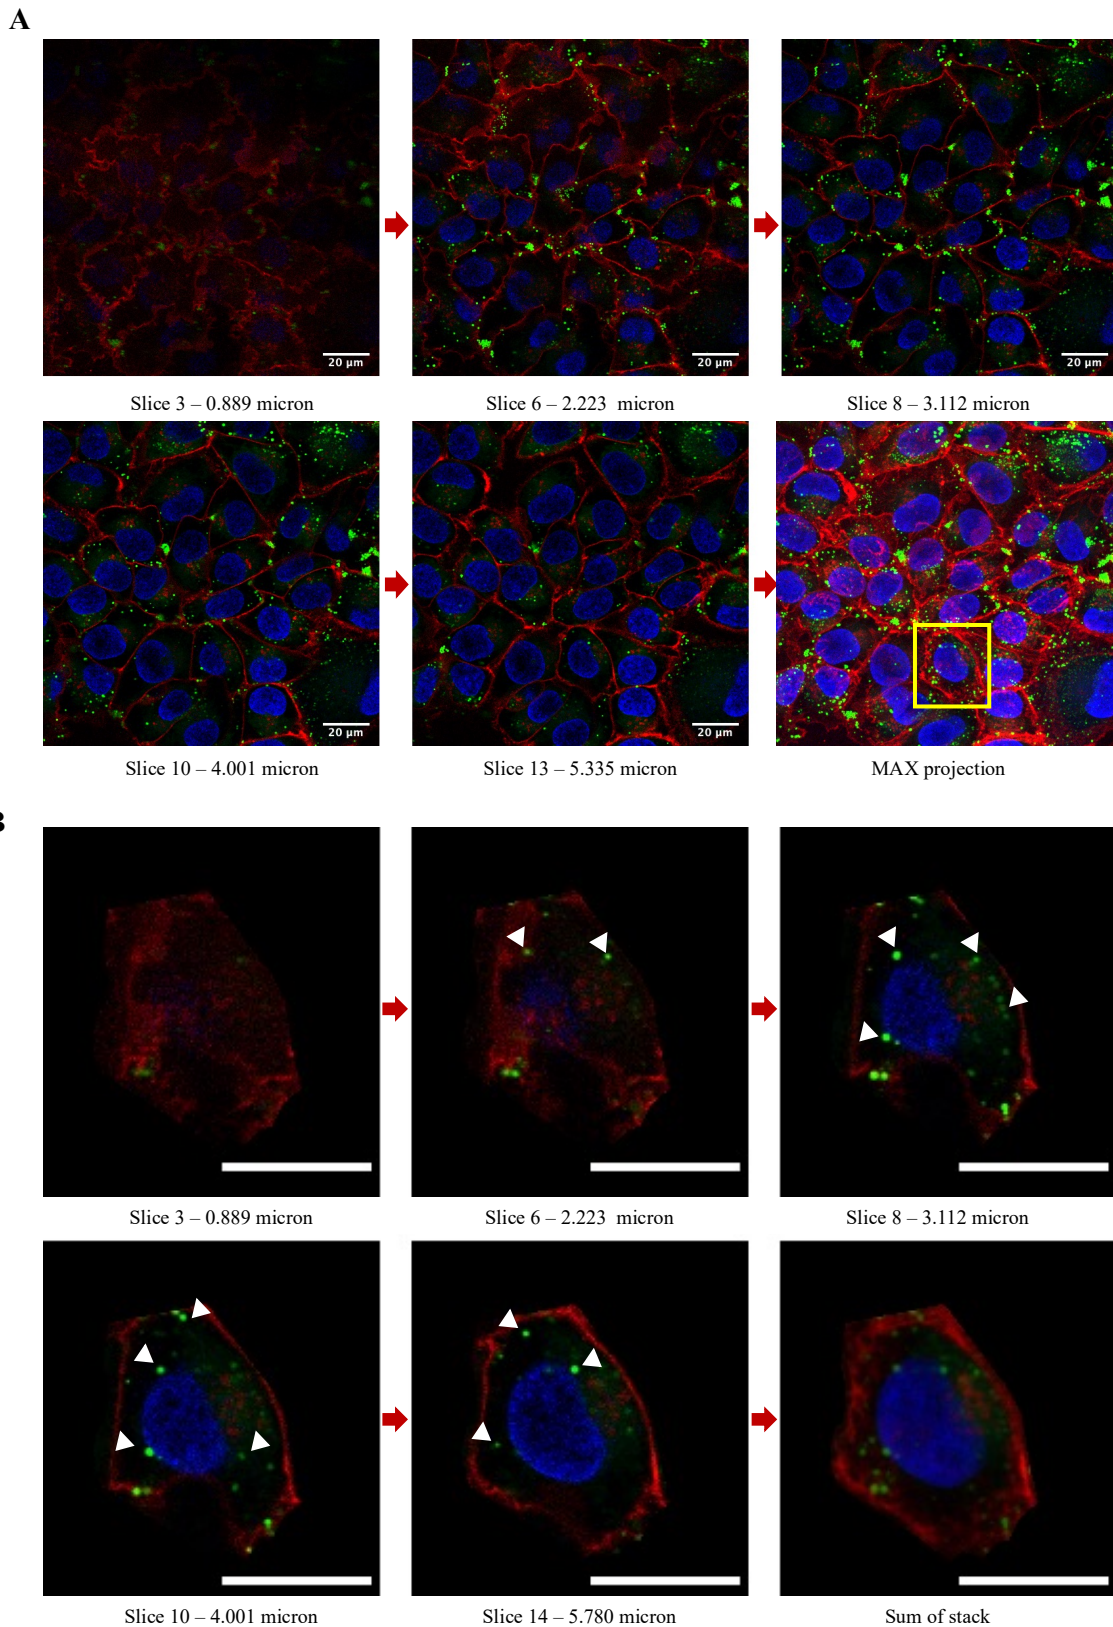 A
20 µm
20 µm
20 µm
Slice 3 – 0.889 micron
Slice 6 – 2.223 micron
Slice 8 – 3.112 micron
20 µm
20 µm
Slice 10 – 4.001 micron
Slice 13 – 5.335 micron
MAX projection
B
Slice 3 – 0.889 micron
Slice 6 – 2.223 micron
Slice 8 – 3.112 micron
Slice 10 – 4.001 micron
Slice 14 – 5.780 micron
Sum of stack